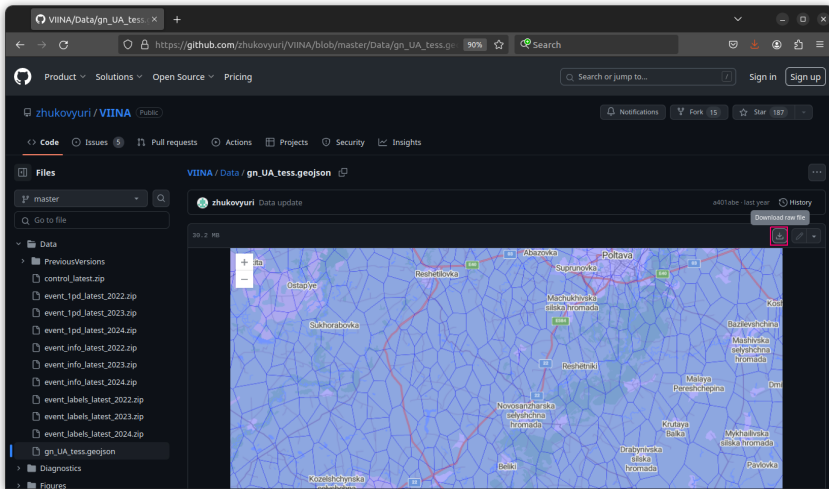 VIINA/Data/gn_UA_tess.
https://github.com/zhukovyuri/VIINA/blob/master/Data/gn_UA_tess.ge
90%
Search
Product
Solutions
Open Source
Pricing
Search or jump to...
/
Sign in
Sign up
zhukovyuri / VIINA
Public
Notifications
Fork 15
Star 187
Code
Issues 5
Pull requests
Actions
Projects
Security
Insights
Files
VIINA / Data / gn_UA_tess.geojson
master
zhukovyuri Data update
a401abe · last year
History
Go to file
Download raw file
30.2 MB
Data
PreviousVersions
control_latest.zip
event_1pd_latest_2022.zip
event_1pd_latest_2023.zip
event_1pd_latest_2024.zip
event_info_latest_2022.zip
event_info_latest_2023.zip
event_info_latest_2024.zip
event_labels_latest_2022.zip
event_labels_latest_2023.zip
event_labels_latest_2024.zip
gn_UA_tess.geojson
Diagnostics
Figures
+
−
Abazovka
Poltava
Suprunovka
Reshetilovka
Ostap'ye
Machukhivska
silska hromada
Sukhorabovka
Bazilevshchina
Mashivska
selyshchna
hromada
Reshetniki
Malaya
Pereshchepina
Novosanzharska
selyshchna
hromada
Krutaya
Balka
Mykhailivska
silska hromada
Drabynivska
silska
hromada
Pavlovka
Beliki
Kozelshchynska